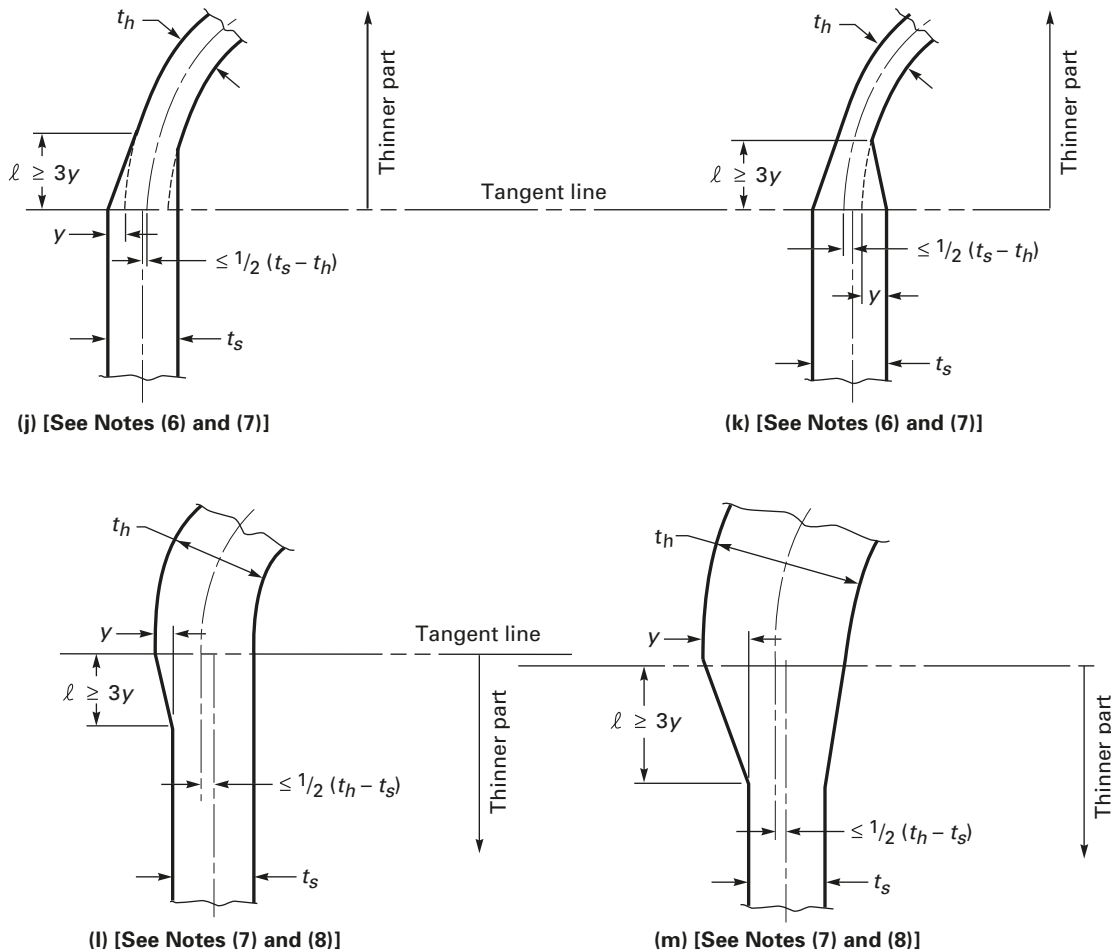 t_h
Thinner part
ℓ ≥ 3y
Tangent line
y
≤ 1/2 (t_s – t_h)
t_s
(j) [See Notes (6) and (7)]
t_h
Thinner part
ℓ ≥ 3y
≤ 1/2 (t_s – t_h)
y
t_s
(k) [See Notes (6) and (7)]
t_h
y
Tangent line
ℓ ≥ 3y
Thinner part
≤ 1/2 (t_h – t_s)
t_s
(l) [See Notes (7) and (8)]
t_h
y
ℓ ≥ 3y
Thinner part
≤ 1/2 (t_h – t_s)
t_s
(m) [See Notes (7) and (8)]